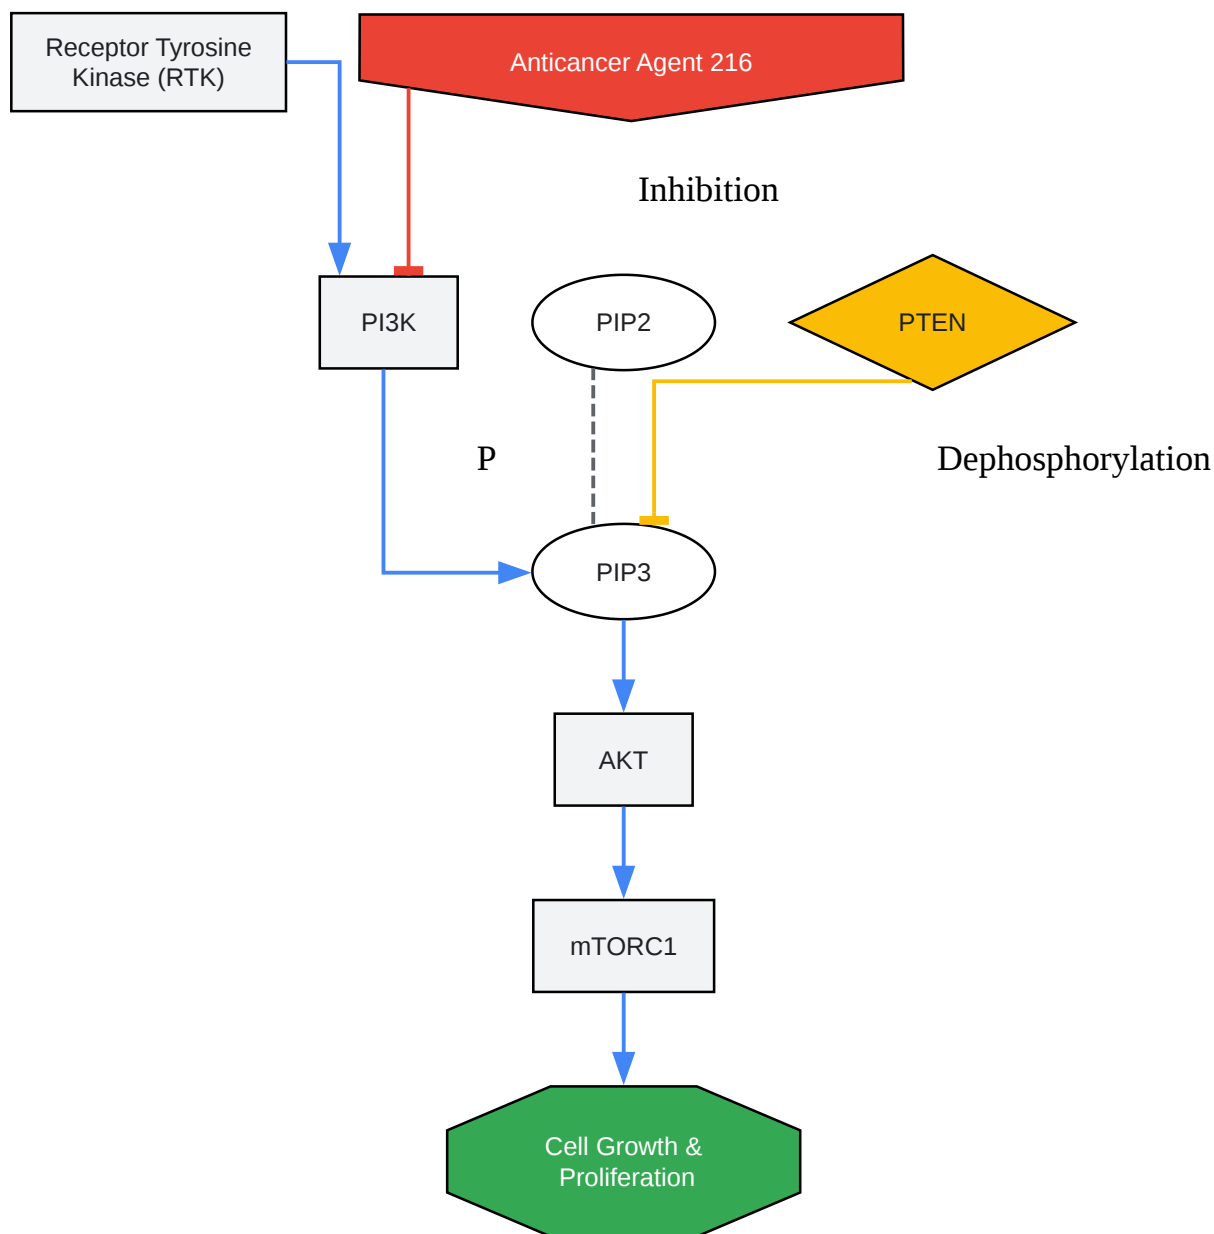 Receptor Tyrosine
Kinase (RTK)
Anticancer Agent 216
Inhibition
PI3K
PIP2
PTEN
P
Dephosphorylation
PIP3
AKT
mTORC1
Cell Growth &
Proliferation